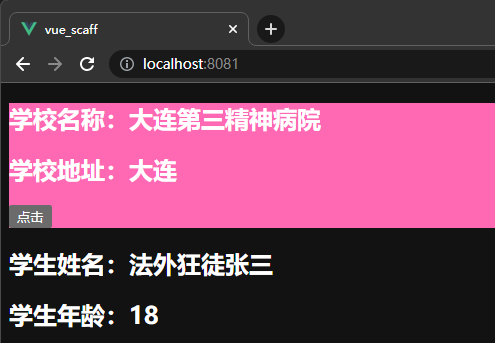 vue_scaff
localhost:8081
学校名称：大连第三精神病院
学校地址：大连
点击
学生姓名：法外狂徒张三
学生年龄：18